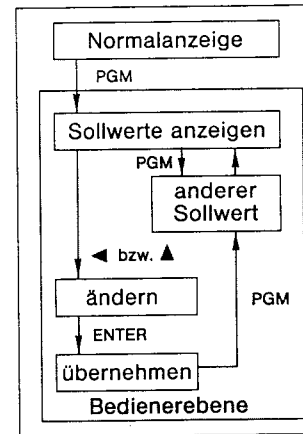 Normalanzeige
PGM
Sollwerte anzeigen
PGM
anderer
Sollwert
◄ bzw. ▲
ändern
PGM
ENTER
übernehmen
Bedienerebene